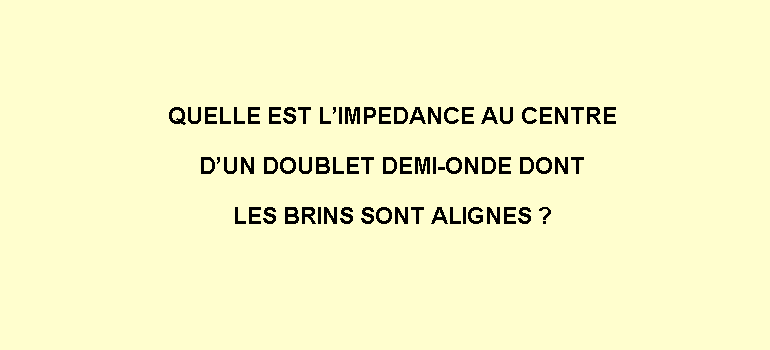 QUELLE EST L’IMPEDANCE AU CENTRE
D’UN DOUBLET DEMI-ONDE DONT
LES BRINS SONT ALIGNES ?